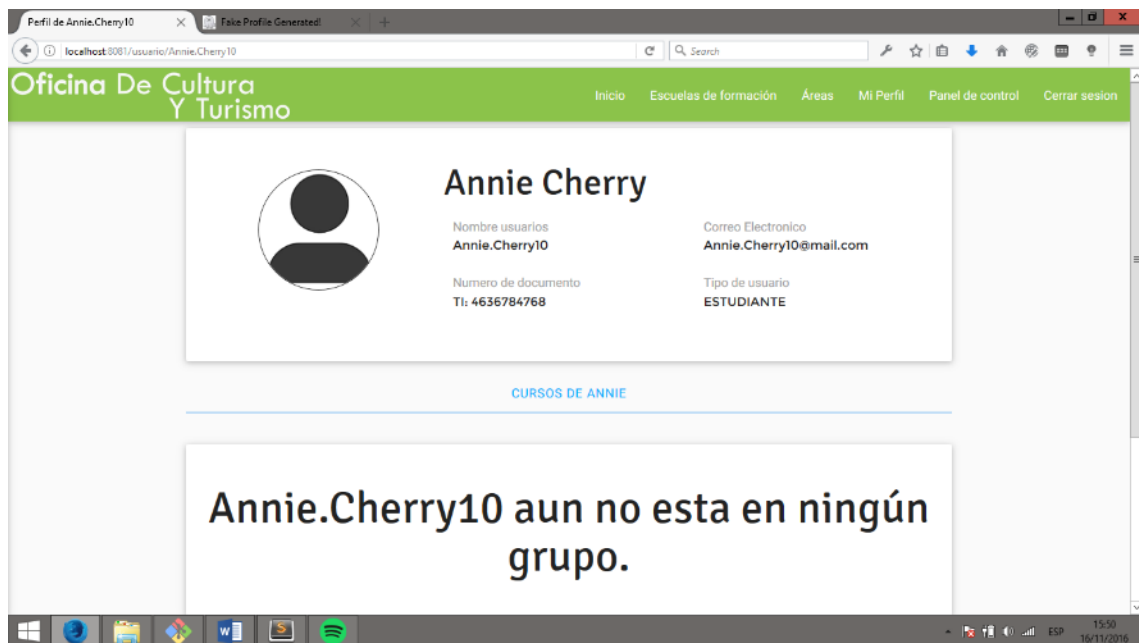 Perfil de Annie.Cherry10
Fake Profile Generated!
localhost:8081/usuario/Annie.Cherry10
Search
Oficina De Cultura
Y Turismo
Inicio Escuelas de formación Áreas Mi Perfil Panel de control Cerrar sesion
Annie Cherry
Nombre usuarios
Annie.Cherry10
Correo Electronico
Annie.Cherry10@mail.com
Numero de documento
TI: 4636784768
Tipo de usuario
ESTUDIANTE
CURSOS DE ANNIE
Annie.Cherry10 aun no esta en ningún
grupo.
ESP
15:50
16/11/2016